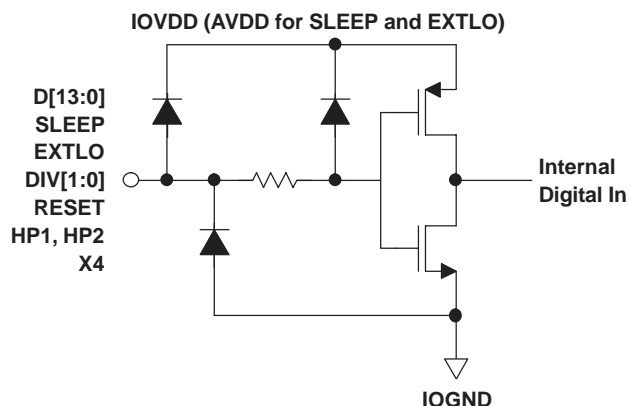 IOVDD (AVDD for SLEEP and EXTLO)
D[13:0]
SLEEP
EXTLO
DIV[1:0]
RESET
HP1, HP2
X4
Internal
Digital In
IOGND